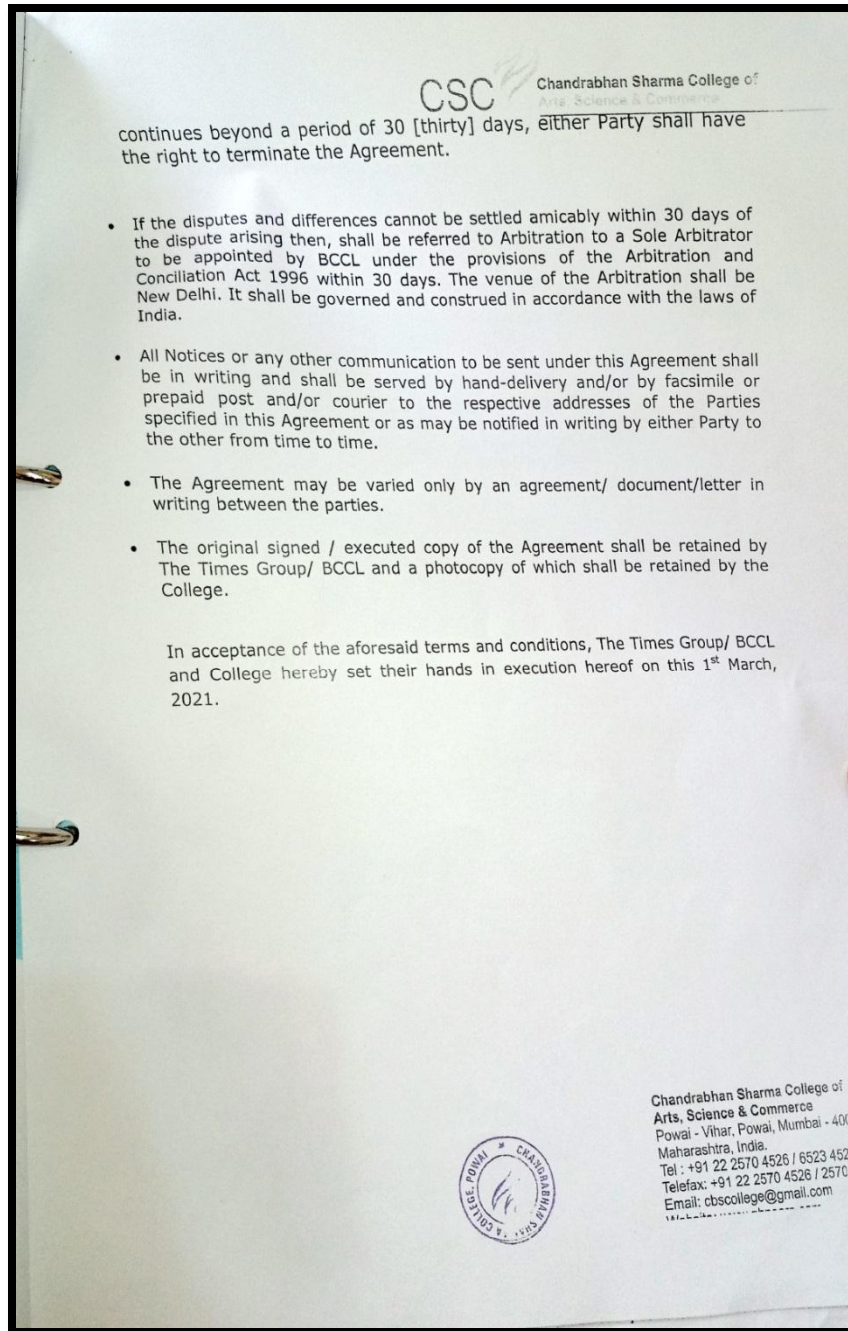 CSC
Chandrabhan Sharma College of
Arts, Science & Commerce
continues beyond a period of 30 [thirty] days, either Party shall have
the right to terminate the Agreement.
• If the disputes and differences cannot be settled amicably within 30 days of
the dispute arising then, shall be referred to Arbitration to a Sole Arbitrator
to be appointed by BCCL under the provisions of the Arbitration and
Conciliation Act 1996 within 30 days. The venue of the Arbitration shall be
New Delhi. It shall be governed and construed in accordance with the laws of
India.
• All Notices or any other communication to be sent under this Agreement shall
be in writing and shall be served by hand-delivery and/or by facsimile or
prepaid post and/or courier to the respective addresses of the Parties
specified in this Agreement or as may be notified in writing by either Party to
the other from time to time.
• The Agreement may be varied only by an agreement/ document/letter in
writing between the parties.
• The original signed / executed copy of the Agreement shall be retained by
The Times Group/ BCCL and a photocopy of which shall be retained by the
College.
In acceptance of the aforesaid terms and conditions, The Times Group/ BCCL
and College hereby set their hands in execution hereof on this 1st March,
2021.
Chandrabhan Sharma College of
Arts, Science & Commerce
Powai - Vihar, Powai, Mumbai - 400
Maharashtra, India.
Tel : +91 22 2570 4526 / 6523 452
Telefax: +91 22 2570 4526 / 2570
Email: cbscollege@gmail.com
CHANDRABHAN
COLLEGE, POWAI